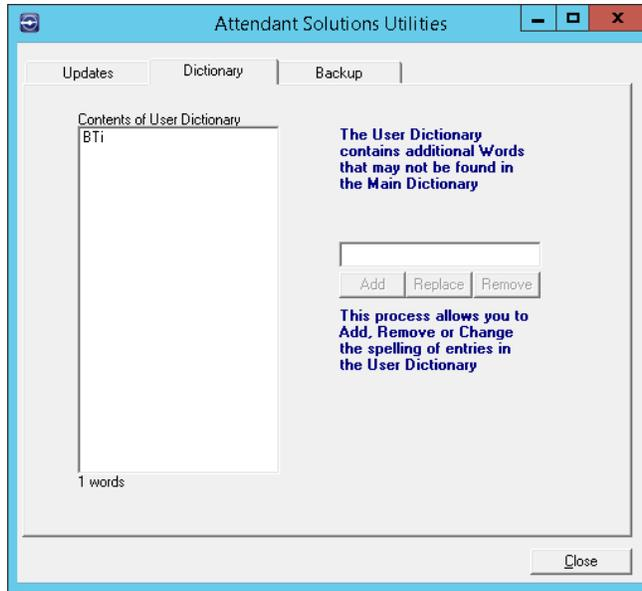 Attendant Solutions Utilities
Updates
Dictionary
Backup
Contents of User Dictionary
BTi
The User Dictionary
contains additional Words
that may not be found in
the Main Dictionary
Add
Replace
Remove
This process allows you to
Add, Remove or Change
the spelling of entries in
the User Dictionary
1 words
Close